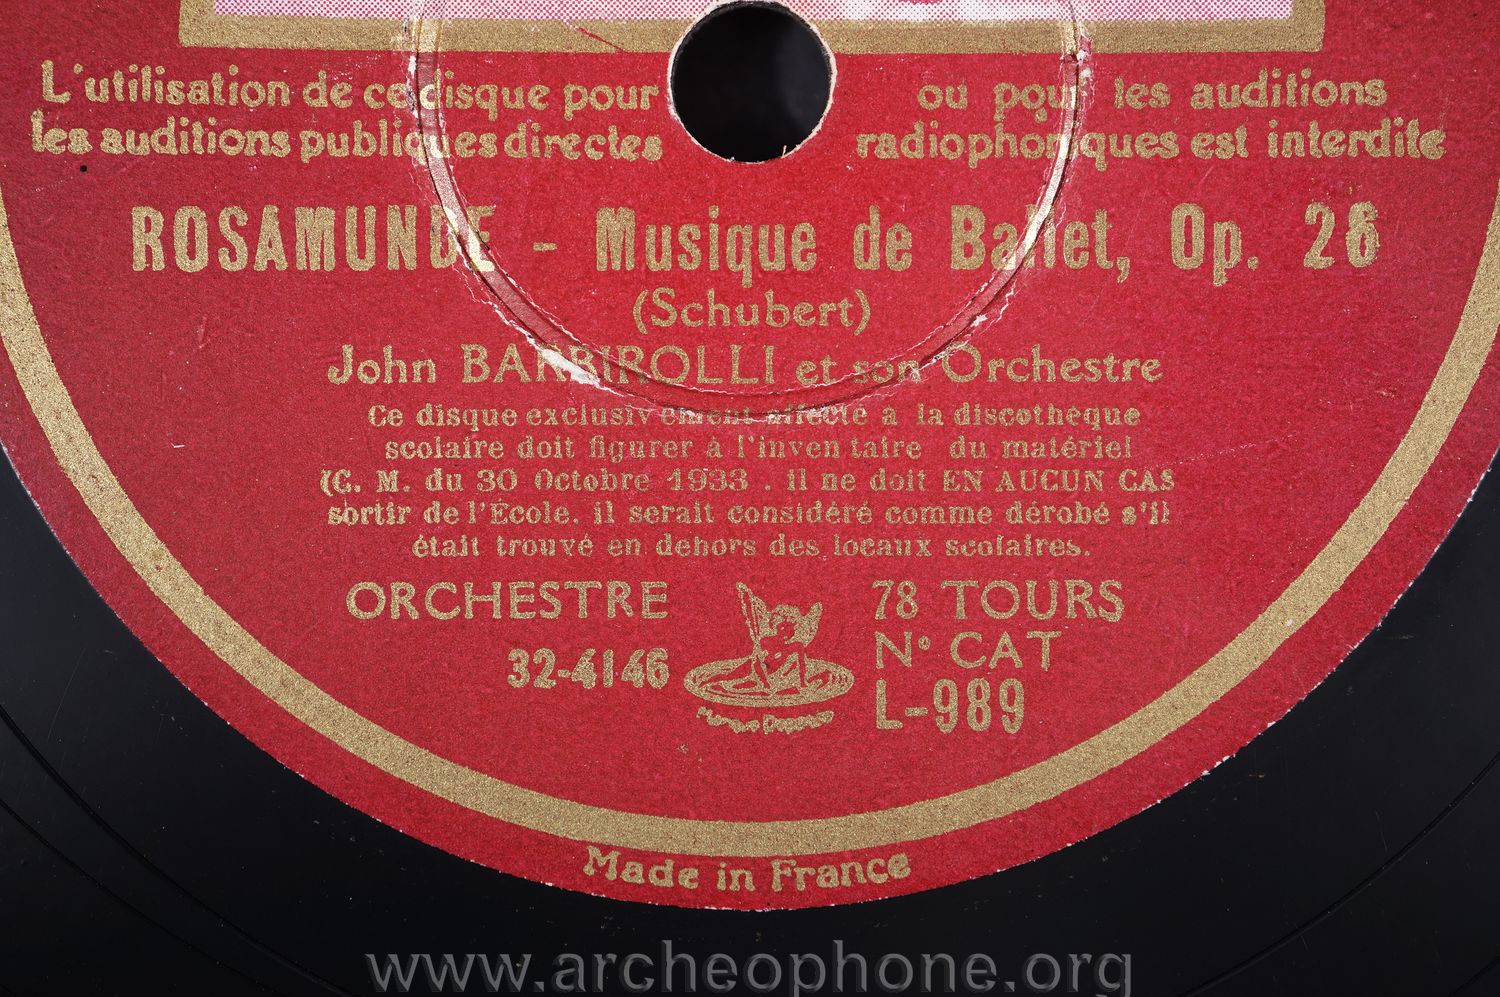 L'utilisation de ce disque pour ou pour les auditions
les auditions publiques directes radiophoniques est interdite
ROSAMUNDE - Musique de Ballet, Op. 26
(Schubert)
John BARBIROLLI et son Orchestre
Ce disque exclusivement affecté à la discothèque
scolaire doit figurer à l'inventaire du matériel
(C. M. du 30 Octobre 1933 . il ne doit EN AUCUN CAS
sortir de l'École. il serait considéré comme dérobé s'il
était trouvé en dehors des locaux scolaires.
ORCHESTRE 78 TOURS
32-4146 N° CAT
L-989
Marque Déposée
Made in France
www.archeophone.org